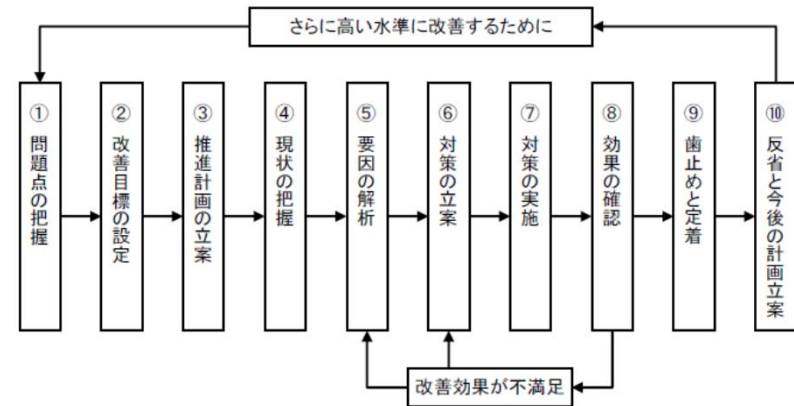 さらに高い水準に改善するために
① 問題点の把握
② 改善目標の設定
③ 推進計画の立案
④ 現状の把握
⑤ 要因の解析
⑥ 対策の立案
⑦ 対策の実施
⑧ 効果の確認
⑨ 歯止めと定着
⑩ 反省と今後の計画立案
改善効果が不満足